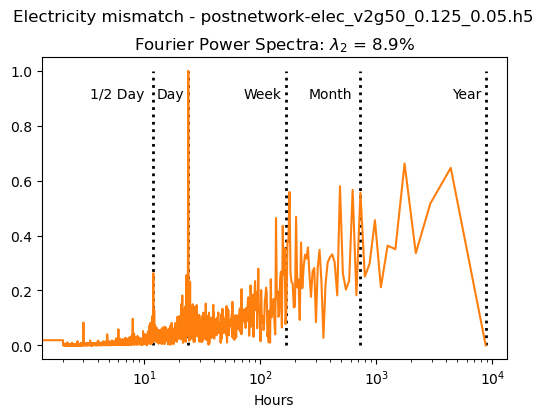 Electricity mismatch - postnetwork-elec_v2g50_0.125_0.05.h5
Fourier Power Spectra: λ₂ = 8.9%
1/2 Day Day Week Month Year
1.0
0.8
0.6
0.4
0.2
0.0
10¹ 10² 10³ 10⁴
Hours